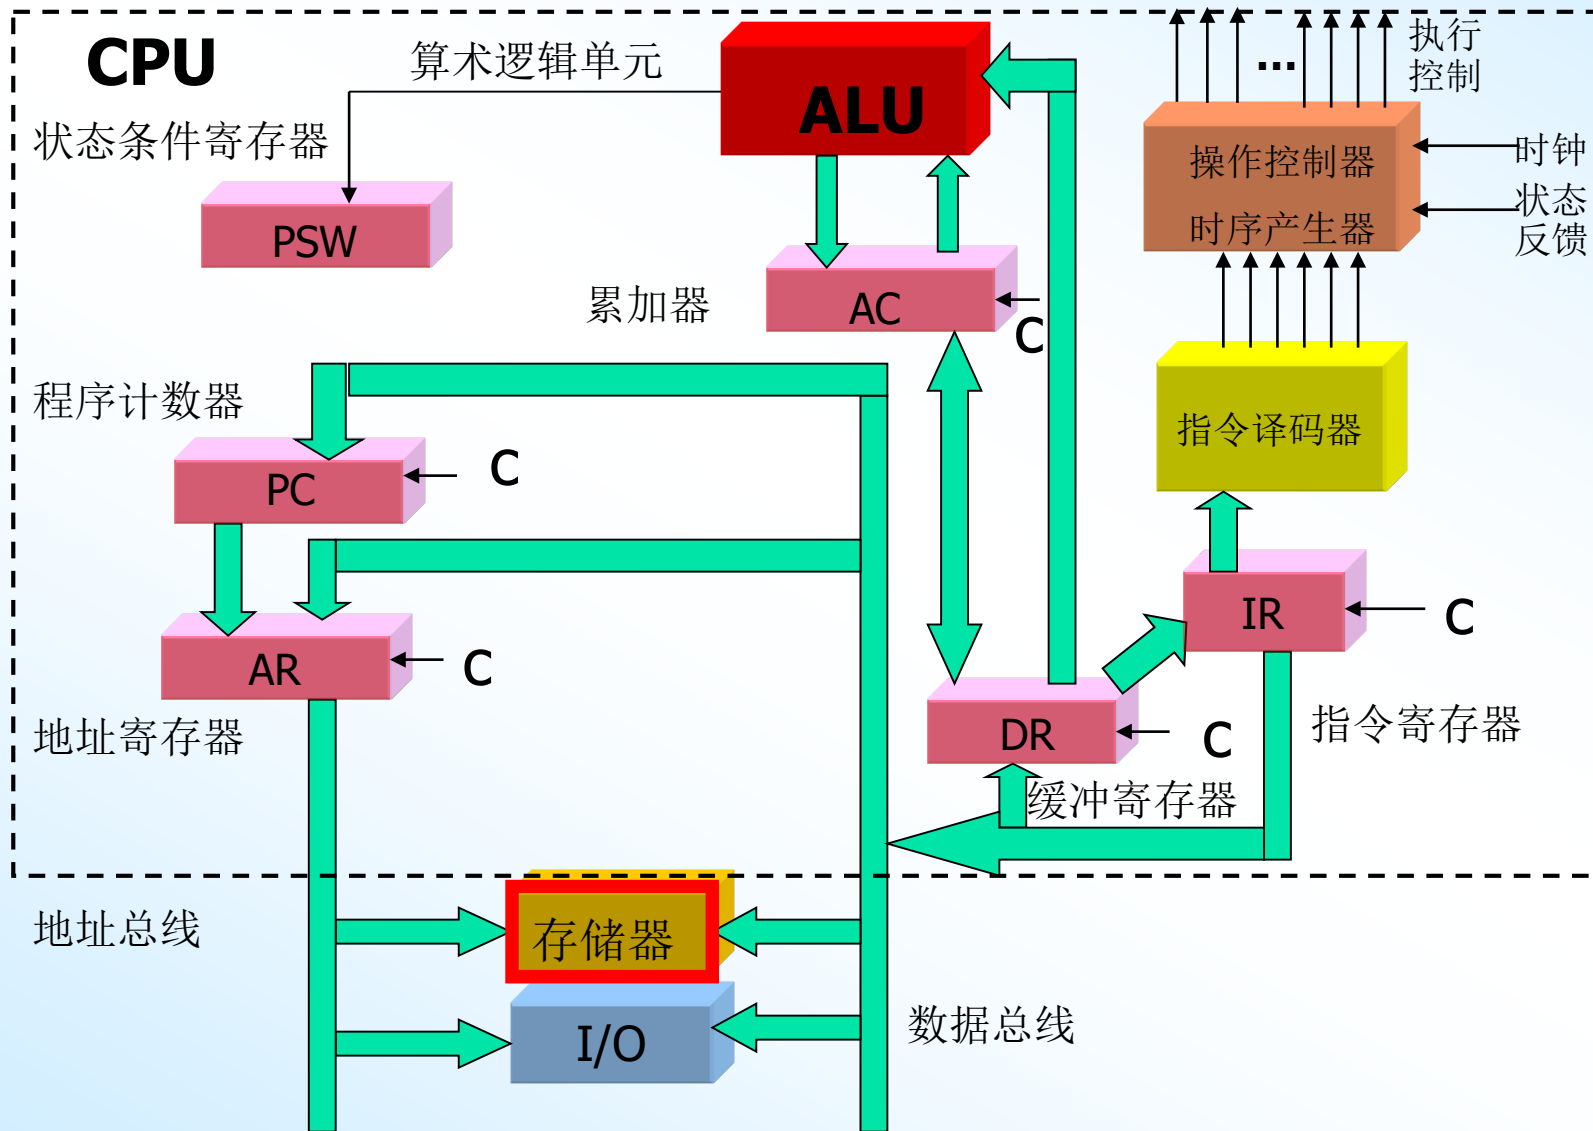 CPU
算术逻辑单元
ALU
...
执行
控制
状态条件寄存器
操作控制器
时钟
PSW
时序产生器
状态
反馈
累加器
AC
C
程序计数器
指令译码器
PC
C
IR
C
AR
C
地址寄存器
DR
C
指令寄存器
缓冲寄存器
地址总线
存储器
数据总线
I/O